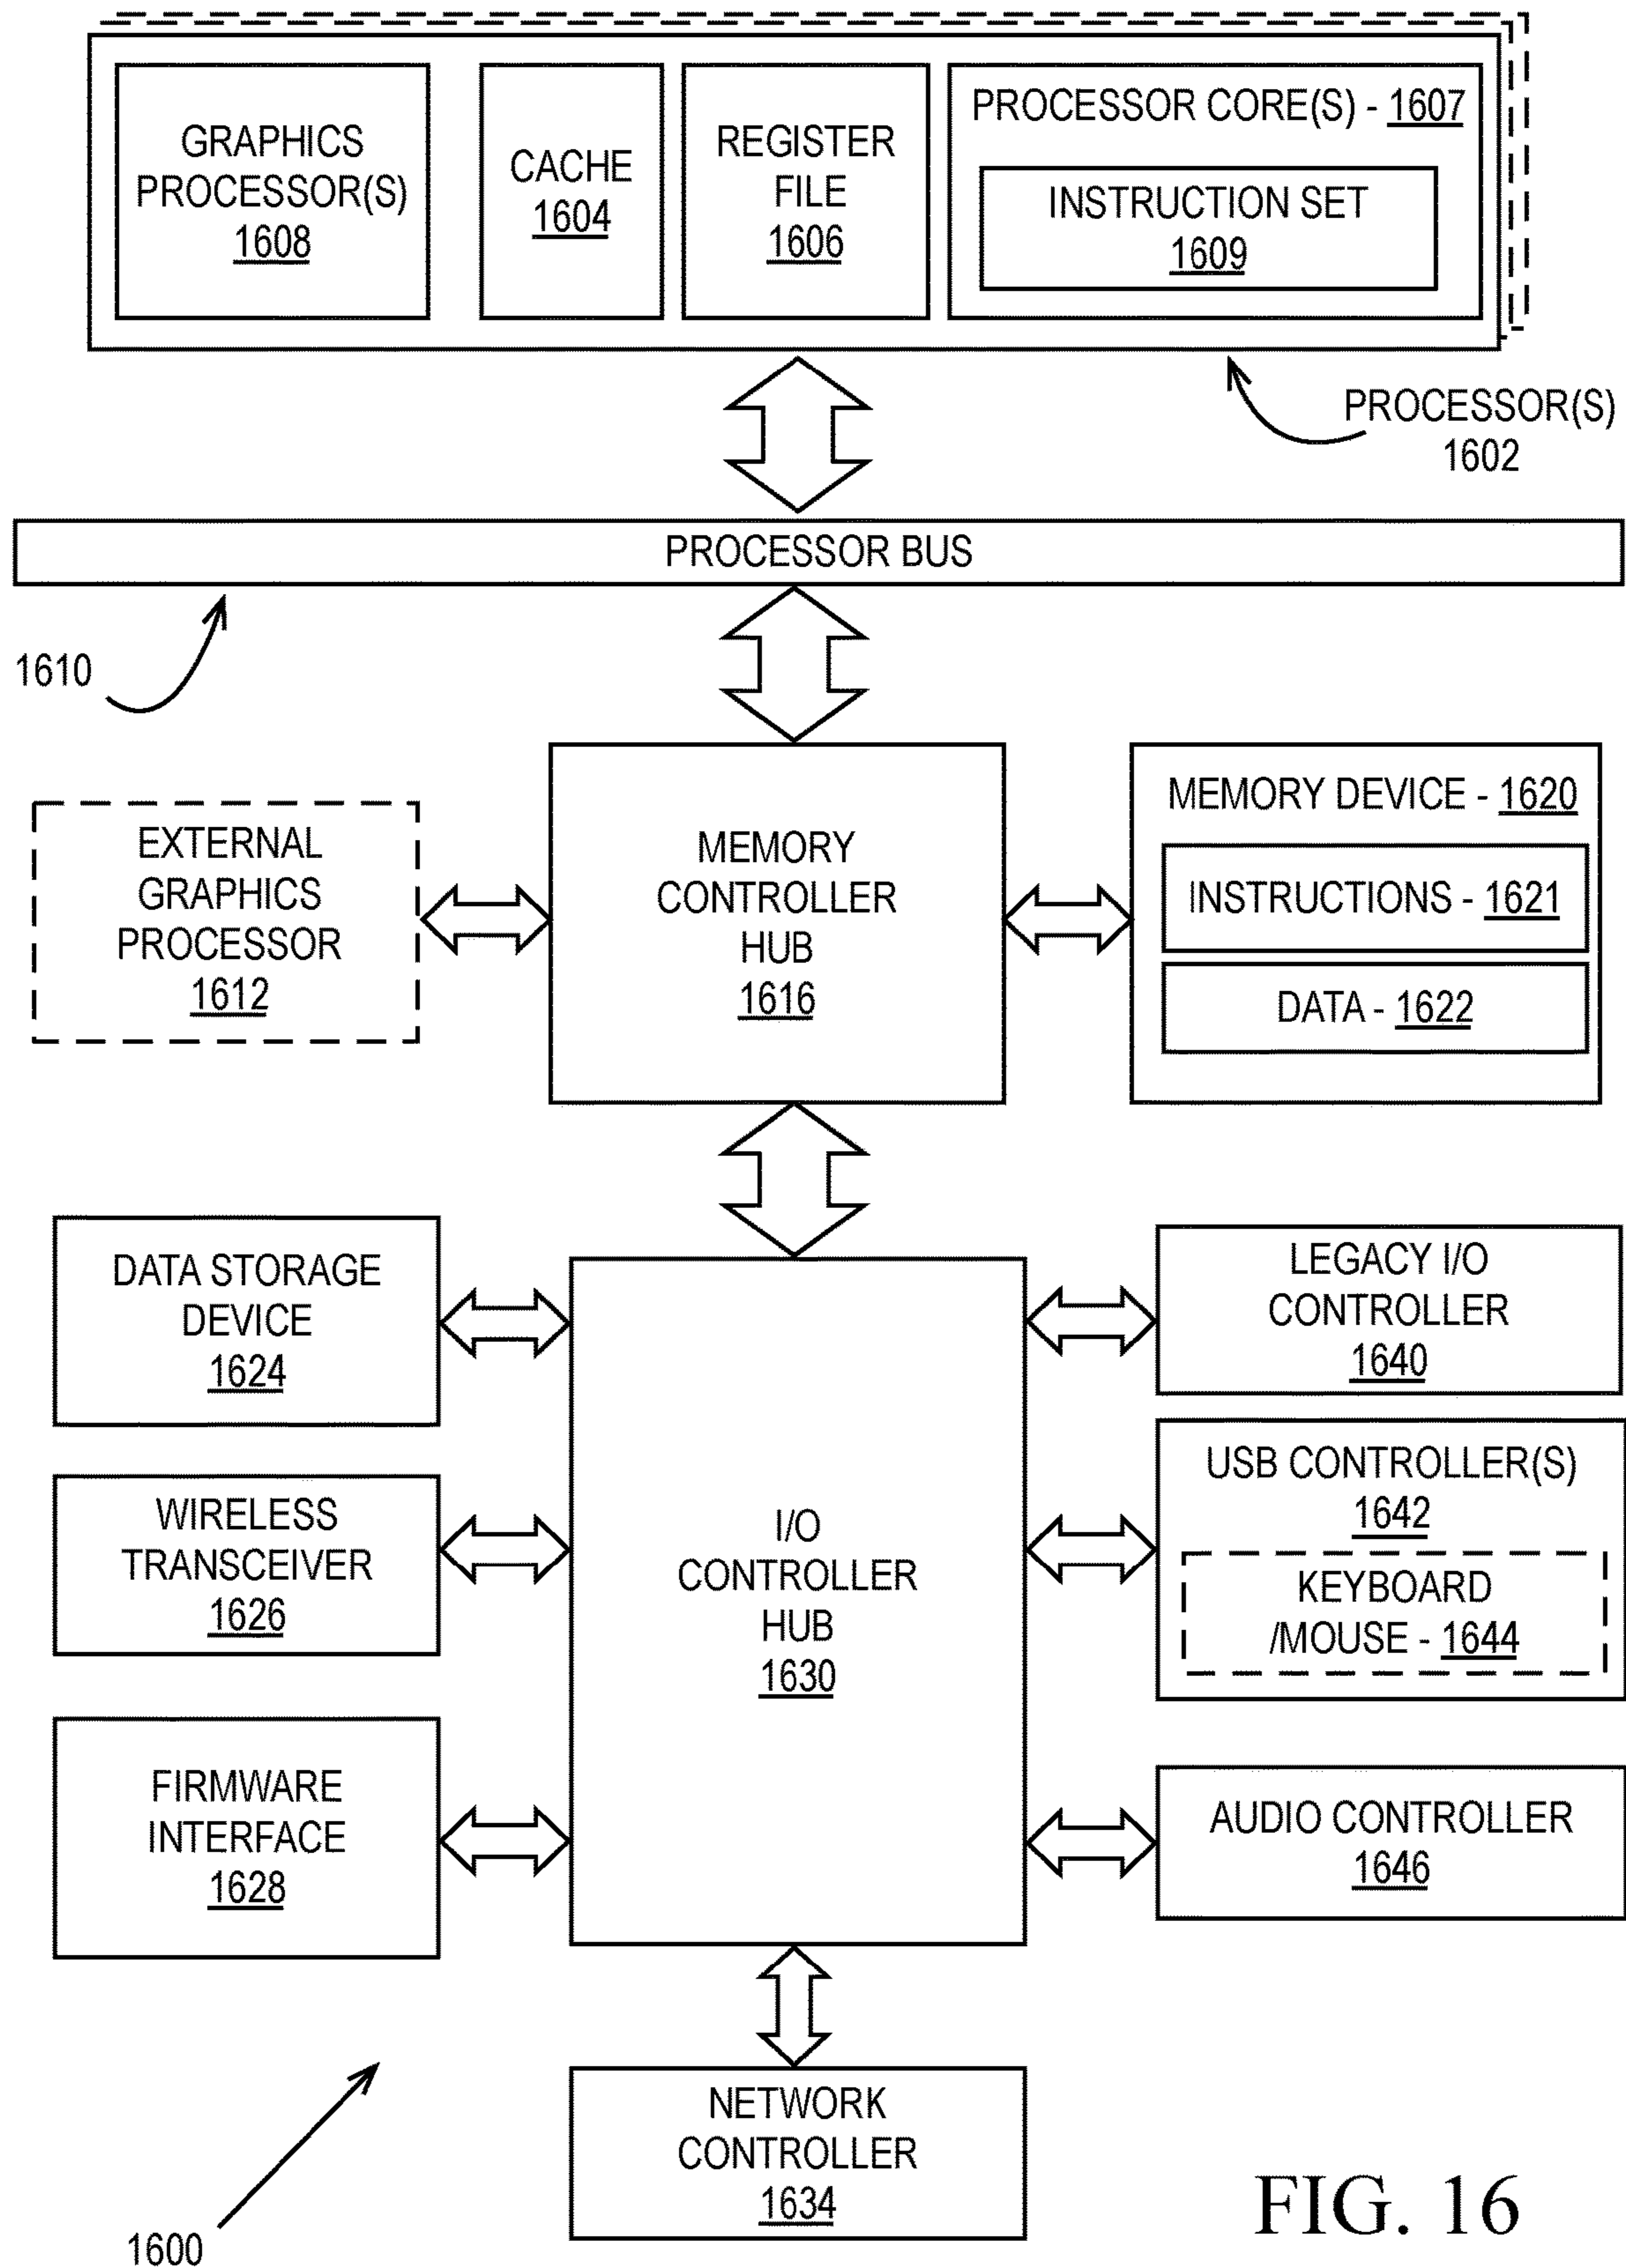 GRAPHICS
PROCESSOR(S)
1608
CACHE
1604
REGISTER
FILE
1606
PROCESSOR CORE(S) - 1607
INSTRUCTION SET
1609
PROCESSOR(S)
1602
PROCESSOR BUS
1610
EXTERNAL
GRAPHICS
PROCESSOR
1612
MEMORY
CONTROLLER
HUB
1616
MEMORY DEVICE - 1620
INSTRUCTIONS - 1621
DATA - 1622
DATA STORAGE
DEVICE
1624
LEGACY I/O
CONTROLLER
1640
WIRELESS
TRANSCEIVER
1626
I/O
CONTROLLER
HUB
1630
USB CONTROLLER(S)
1642
KEYBOARD
/MOUSE - 1644
FIRMWARE
INTERFACE
1628
AUDIO CONTROLLER
1646
NETWORK
CONTROLLER
1634
1600
FIG. 16